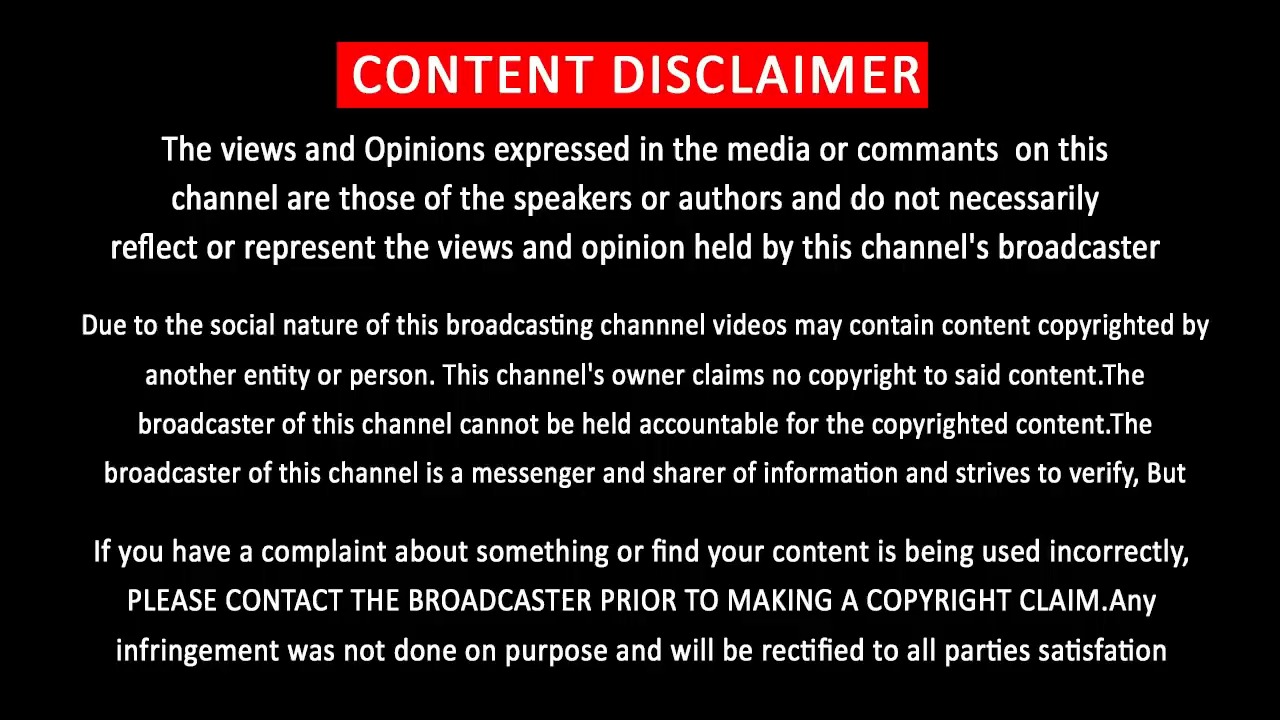 CONTENT DISCLAIMER
The views and Opinions expressed in the media or commants on this
channel are those of the speakers or authors and do not necessarily
reflect or represent the views and opinion held by this channel's broadcaster
Due to the social nature of this broadcasting channnel videos may contain content copyrighted by
another entity or person. This channel's owner claims no copyright to said content.The
broadcaster of this channel cannot be held accountable for the copyrighted content.The
broadcaster of this channel is a messenger and sharer of information and strives to verify, But
If you have a complaint about something or find your content is being used incorrectly,
PLEASE CONTACT THE BROADCASTER PRIOR TO MAKING A COPYRIGHT CLAIM.Any
infringement was not done on purpose and will be rectified to all parties satisfation